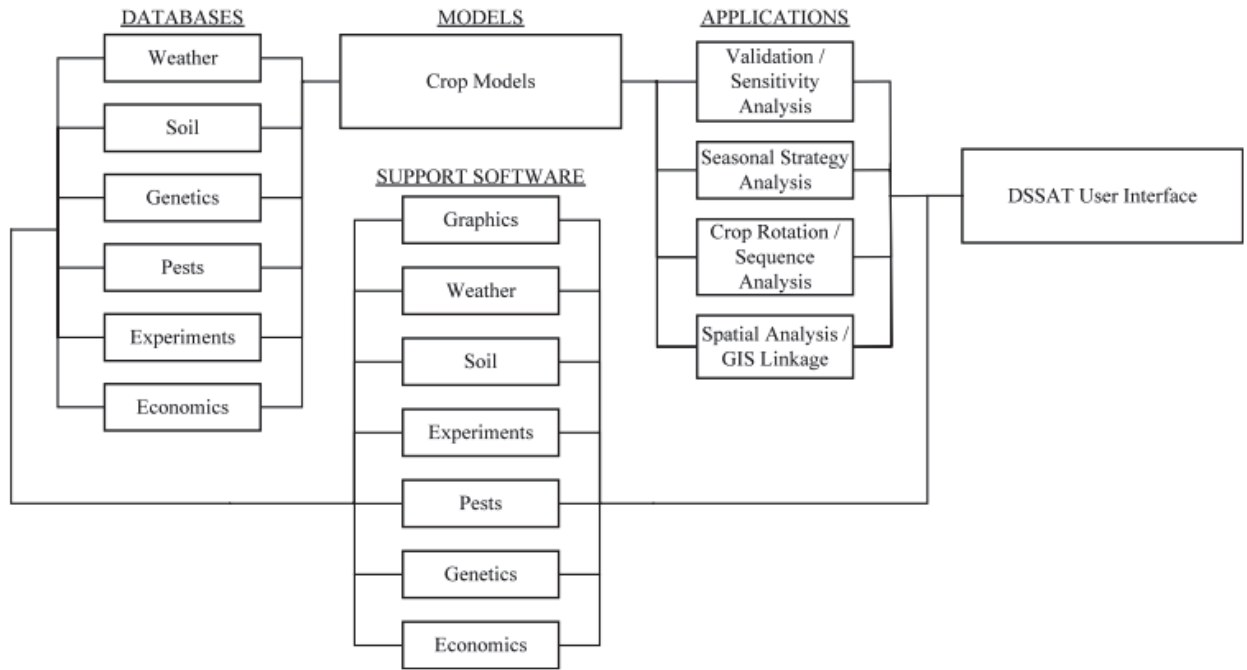 DATABASES
Weather
Soil
Genetics
Pests
Experiments
Economics
MODELS
Crop Models
SUPPORT SOFTWARE
Graphics
Weather
Soil
Experiments
Pests
Genetics
Economics
APPLICATIONS
Validation /
Sensitivity
Analysis
Seasonal Strategy
Analysis
Crop Rotation /
Sequence
Analysis
Spatial Analysis /
GIS Linkage
DSSAT User Interface